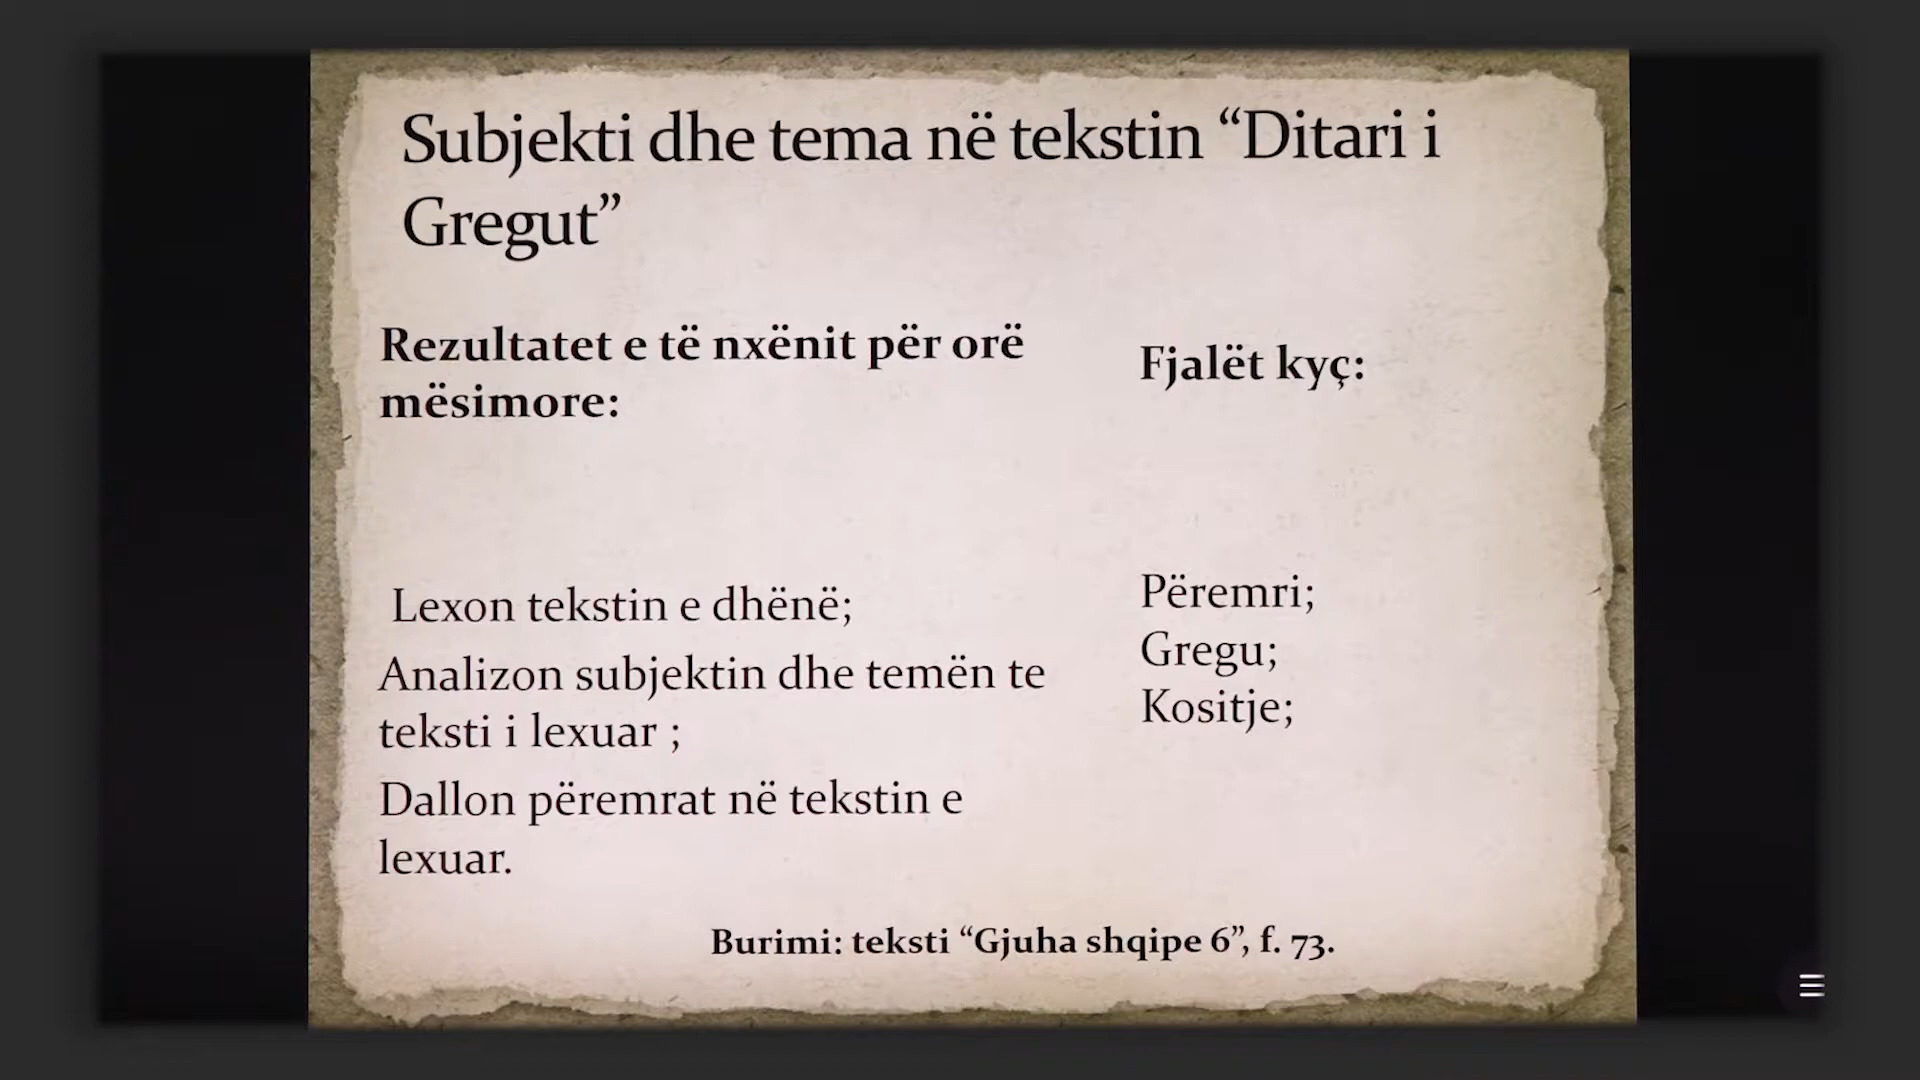 Subjekti dhe tema në tekstin “Ditari i
Gregut”
Rezultatet e të nxënit për orë
mësimore:
Lexon tekstin e dhënë;
Analizon subjektin dhe temën te
teksti i lexuar ;
Dallon përemrat në tekstin e
lexuar.
Fjalët kyç:
Përemri;
Gregu;
Kositje;
Burimi: teksti “Gjuha shqipe 6”, f. 73.